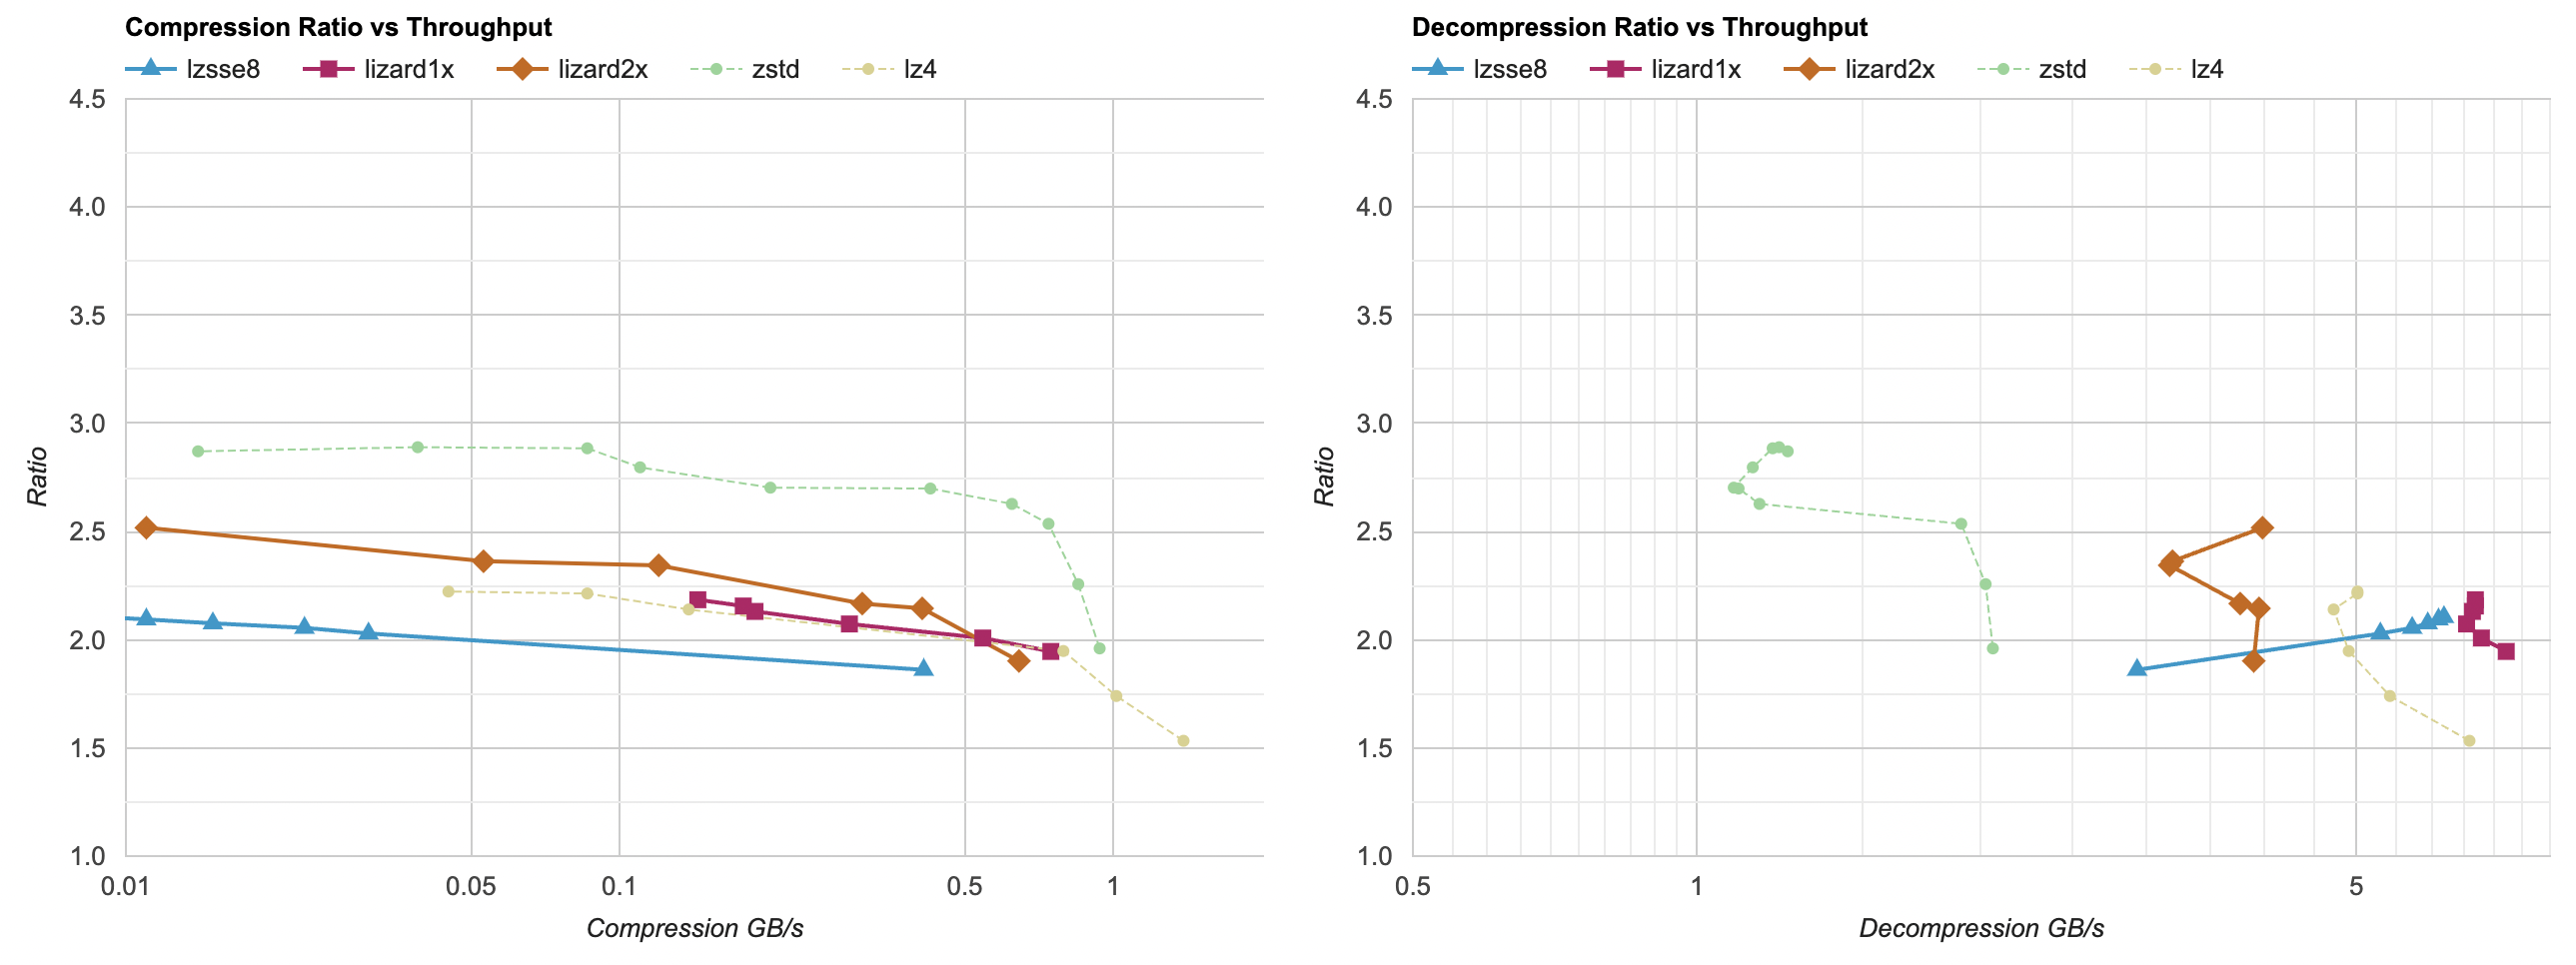 Compression Ratio vs Throughput
lzsse8 lizard1x lizard2x zstd lz4
4.5
4.0
3.5
3.0
2.5
2.0
1.5
1.0
Ratio
0.01 0.05 0.1 0.5 1
Compression GB/s
Decompression Ratio vs Throughput
lzsse8 lizard1x lizard2x zstd lz4
4.5
4.0
3.5
3.0
2.5
2.0
1.5
1.0
Ratio
0.5 1 5
Decompression GB/s